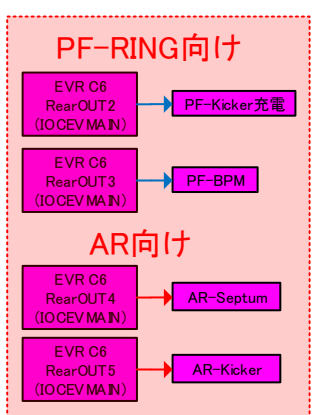 PF-RING向け
EVR C6
RearOUT2
(IOCEVMAIN)
PF-Kicker充電
EVR C6
RearOUT3
(IOCEVMAIN)
PF-BPM
AR向け
EVR C6
RearOUT4
(IOCEVMAIN)
AR-Septum
EVR C6
RearOUT5
(IOCEVMAIN)
AR-Kicker